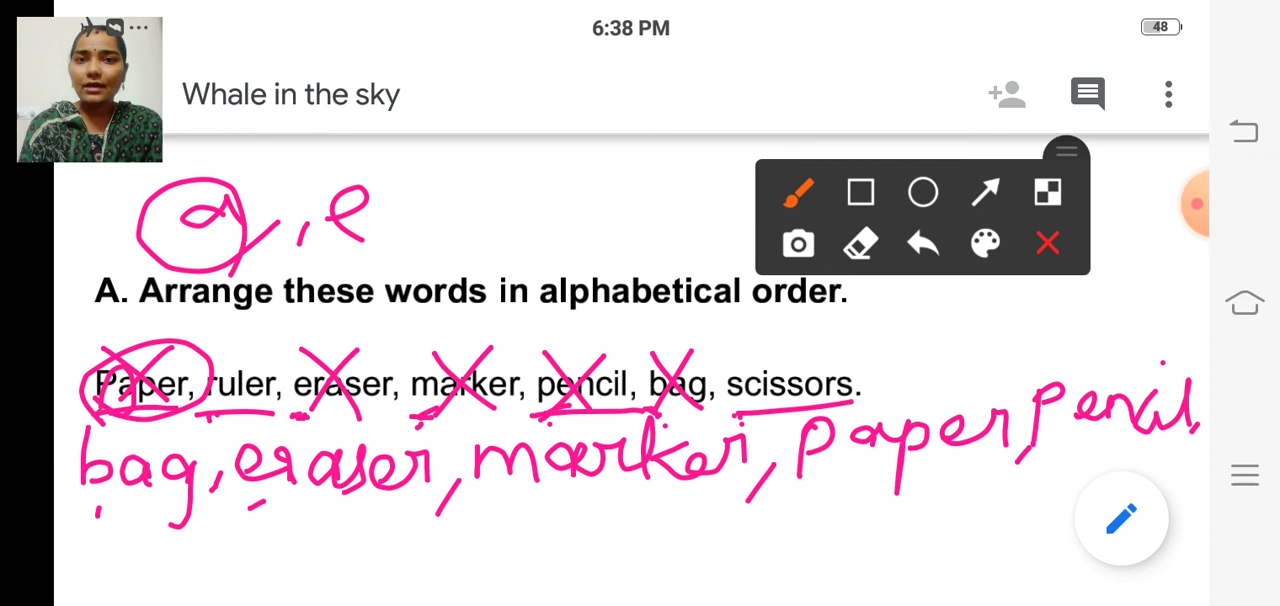 6:38 PM 48
Whale in the sky
a, e
A. Arrange these words in alphabetical order.
Paper, ruler, eraser, marker, pencil, bag, scissors.
bag, eraser, marker, paper, pencil,